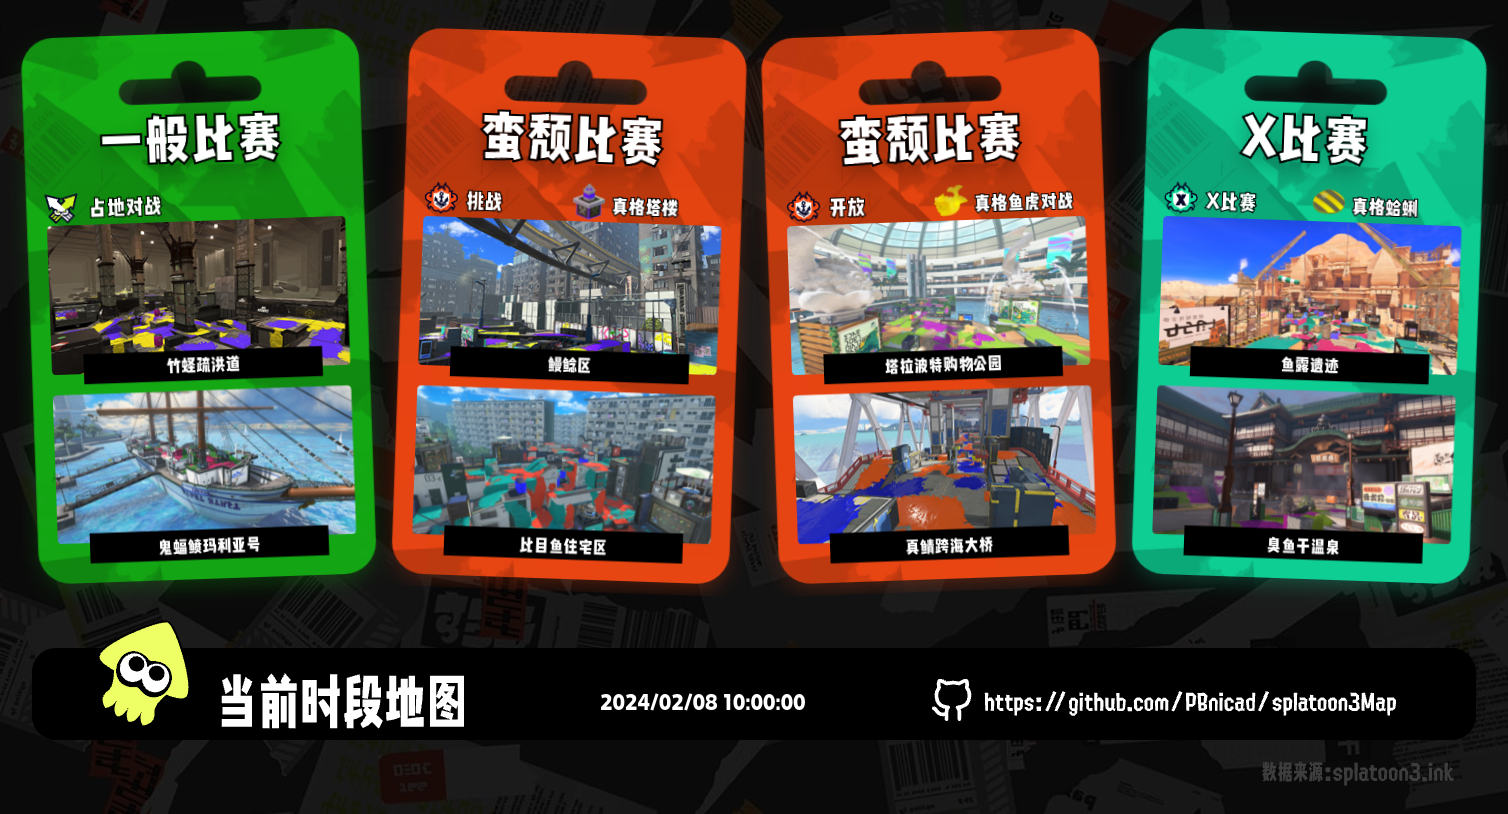 一般比赛
占地对战
竹蛏疏洪道
鬼蝠鲼玛利亚号
蛮颓比赛
挑战
真格塔楼
鳗鲶区
比目鱼住宅区
蛮颓比赛
开放
真格鱼虎对战
塔拉波特购物公园
真鲭跨海大桥
X比赛
X比赛
真格蛤蜊
鱼露遗迹
臭鱼干温泉
当前时段地图
2024/02/08 10:00:00
https://github.com/PBnicad/splatoon3Map
数据来源:splatoon3.ink